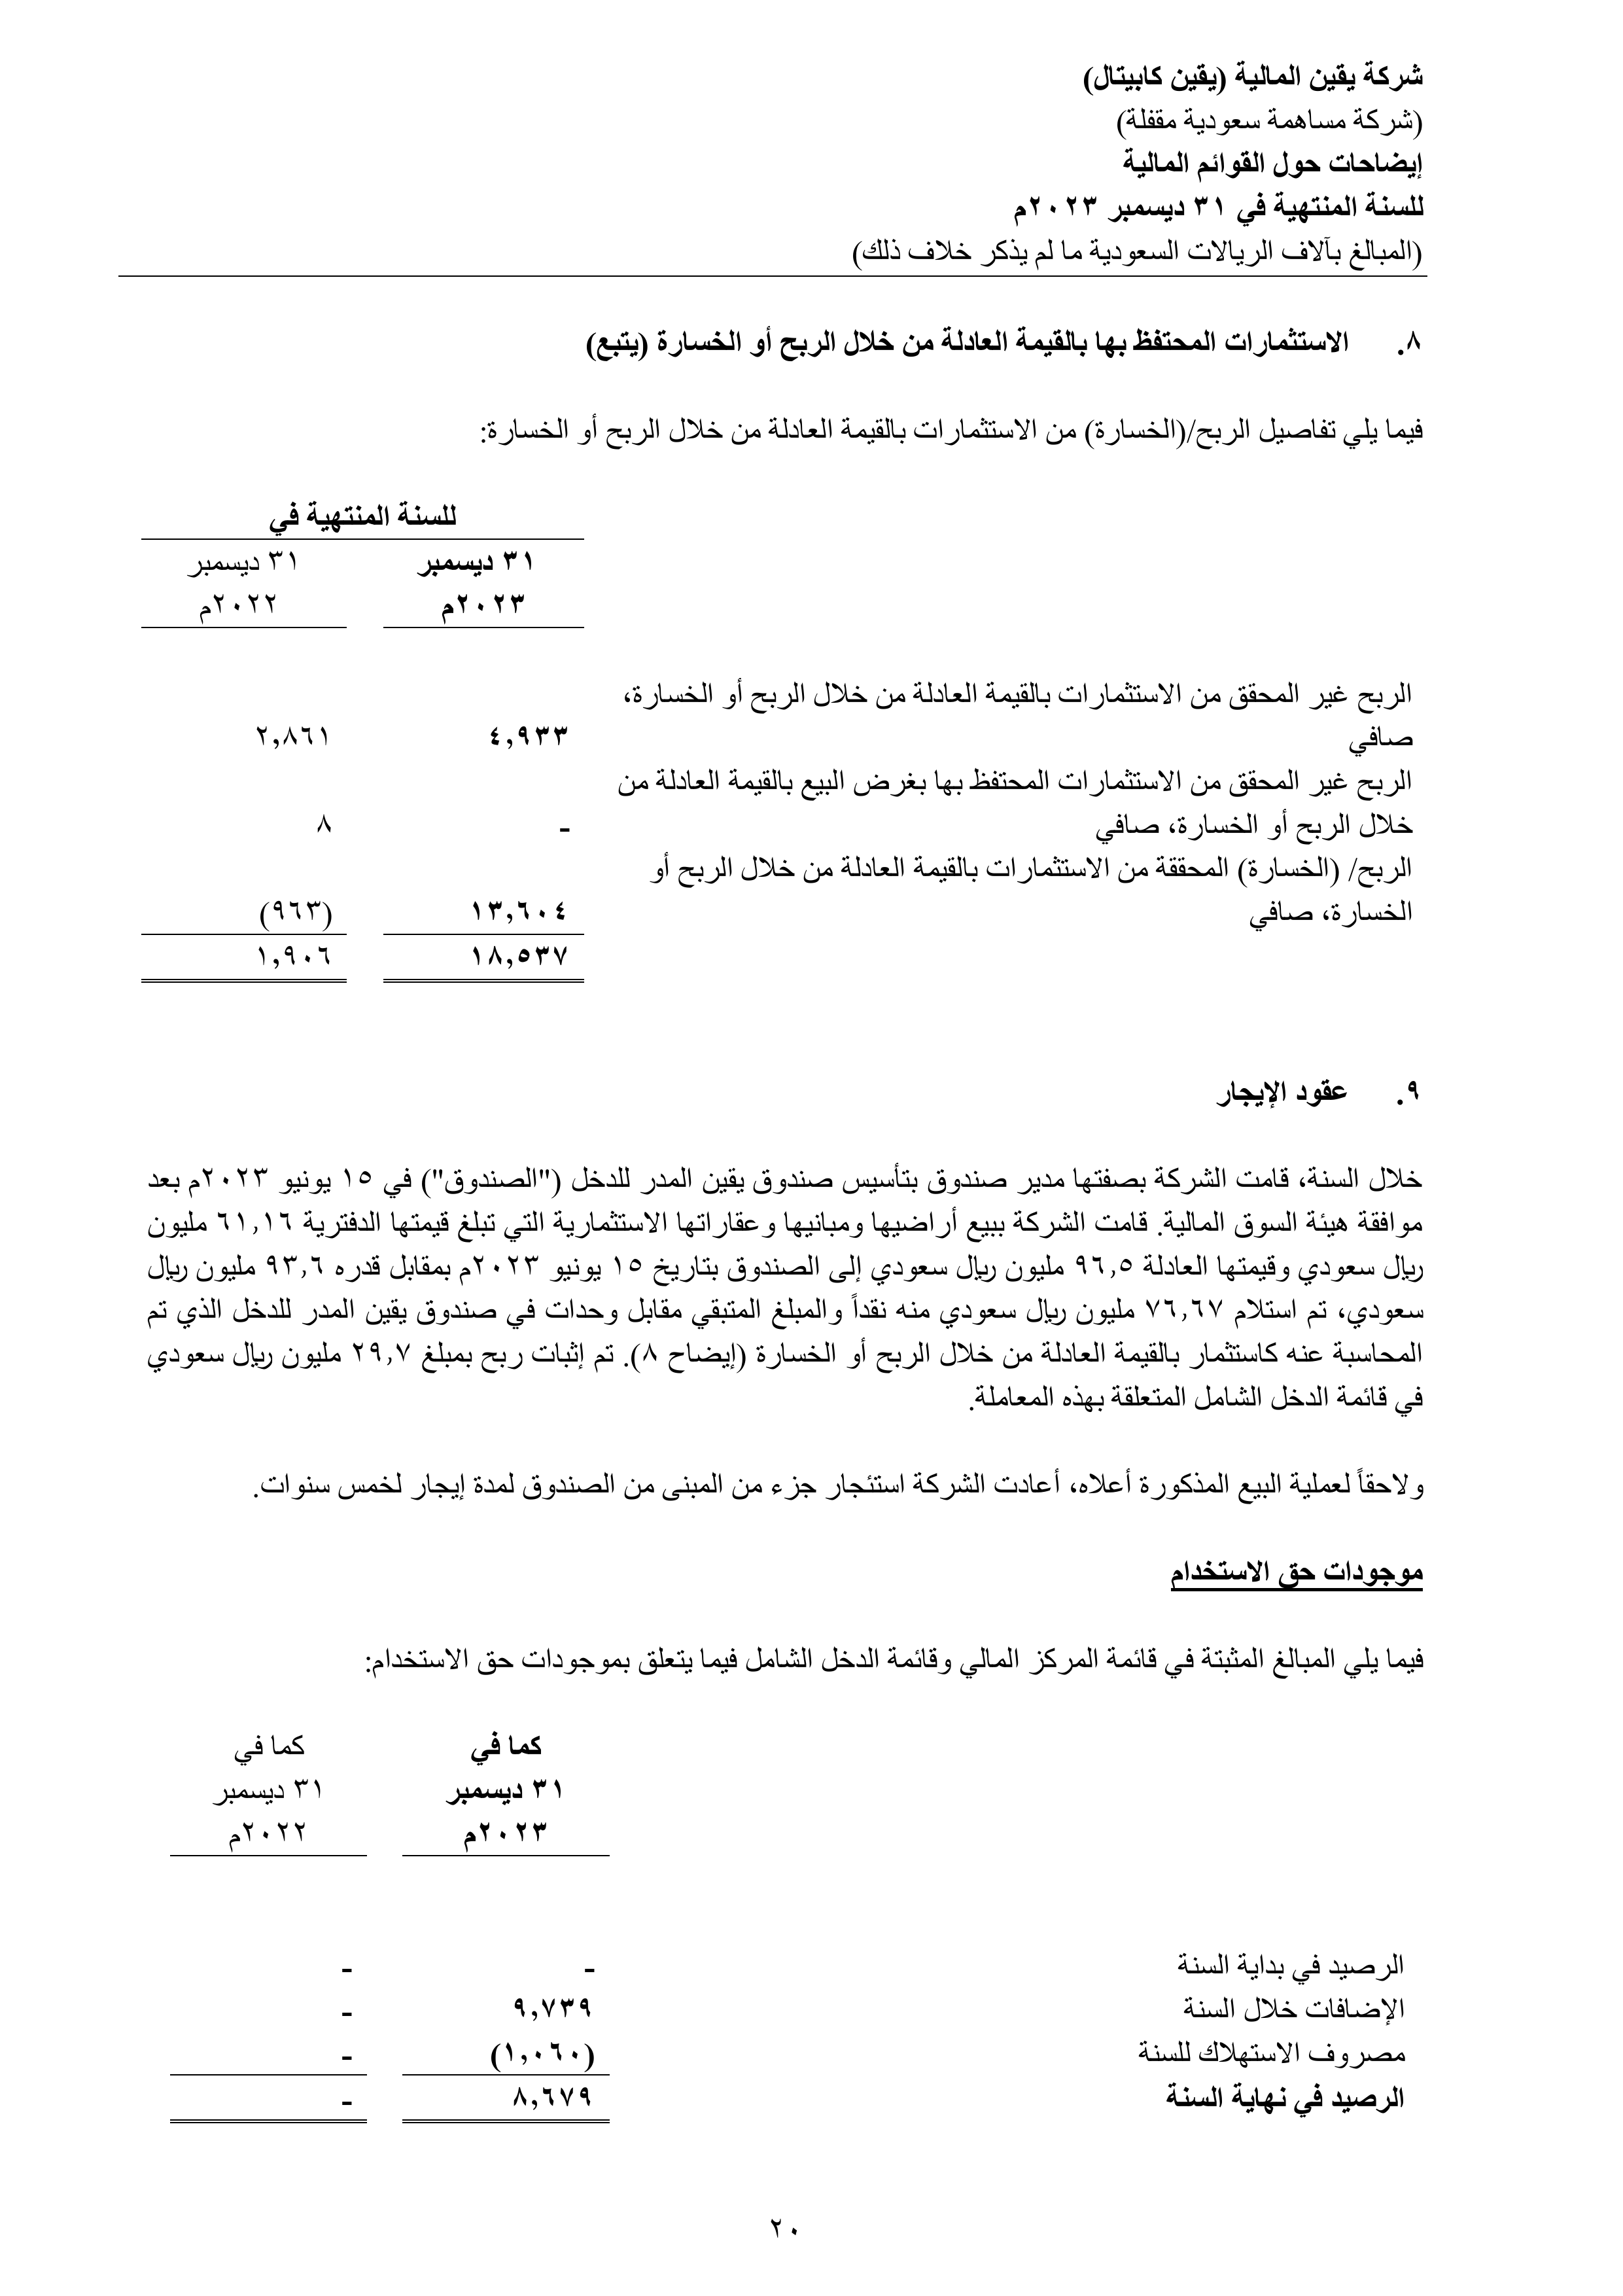 شركة يقين المالية (يقين كابيتال)
(شركة مساهمة سعودية مقفلة)
إيضاحات حول القوائم المالية
للسنة المنتهية في ٣١ ديسمبر ٢٠٢٣م
(المبالغ بآلاف الريالات السعودية ما لم يذكر خلاف ذلك)
٨. الاستثمارات المحتفظ بها بالقيمة العادلة من خلال الربح أو الخسارة (يتبع)
فيما يلي تفاصيل الربح/(الخسارة) من الاستثمارات بالقيمة العادلة من خلال الربح أو الخسارة:
للسنة المنتهية في
٣١ ديسمبر ٣١ ديسمبر
٢٠٢٣م ٢٠٢٢م
الربح غير المحقق من الاستثمارات بالقيمة العادلة من خلال الربح أو الخسارة،
صافي ٤,٩٣٣ ٢,٨٦١
الربح غير المحقق من الاستثمارات المحتفظ بها بغرض البيع بالقيمة العادلة من
خلال الربح أو الخسارة، صافي - ٨
الربح/ (الخسارة) المحققة من الاستثمارات بالقيمة العادلة من خلال الربح أو
الخسارة، صافي ١٣,٦٠٤ (٩٦٣)
١٨,٥٣٧ ١,٩٠٦
٩. عقود الإيجار
خلال السنة، قامت الشركة بصفتها مدير صندوق بتأسيس صندوق يقين المدر للدخل ("الصندوق") في ١٥ يونيو ٢٠٢٣م بعد
موافقة هيئة السوق المالية. قامت الشركة ببيع أراضيها ومبانيها وعقاراتها الاستثمارية التي تبلغ قيمتها الدفترية ٦١,١٦ مليون
ريال سعودي وقيمتها العادلة ٩٦,٥ مليون ريال سعودي إلى الصندوق بتاريخ ١٥ يونيو ٢٠٢٣م بمقابل قدره ٩٣,٦ مليون ريال
سعودي، تم استلام ٧٦,٦٧ مليون ريال سعودي منه نقداً والمبلغ المتبقي مقابل وحدات في صندوق يقين المدر للدخل الذي تم
المحاسبة عنه كاستثمار بالقيمة العادلة من خلال الربح أو الخسارة (إيضاح ٨). تم إثبات ربح بمبلغ ٢٩,٧ مليون ريال سعودي
في قائمة الدخل الشامل المتعلقة بهذه المعاملة.
ولاحقاً لعملية البيع المذكورة أعلاه، أعادت الشركة استئجار جزء من المبنى من الصندوق لمدة إيجار لخمس سنوات.
موجودات حق الاستخدام
فيما يلي المبالغ المثبتة في قائمة المركز المالي وقائمة الدخل الشامل فيما يتعلق بموجودات حق الاستخدام:
كما في كما في
٣١ ديسمبر ٣١ ديسمبر
٢٠٢٣م ٢٠٢٢م
الرصيد في بداية السنة - -
الإضافات خلال السنة ٩,٧٣٩ -
مصروف الاستهلاك للسنة (١,٠٦٠) -
الرصيد في نهاية السنة ٨,٦٧٩ -
٢٠